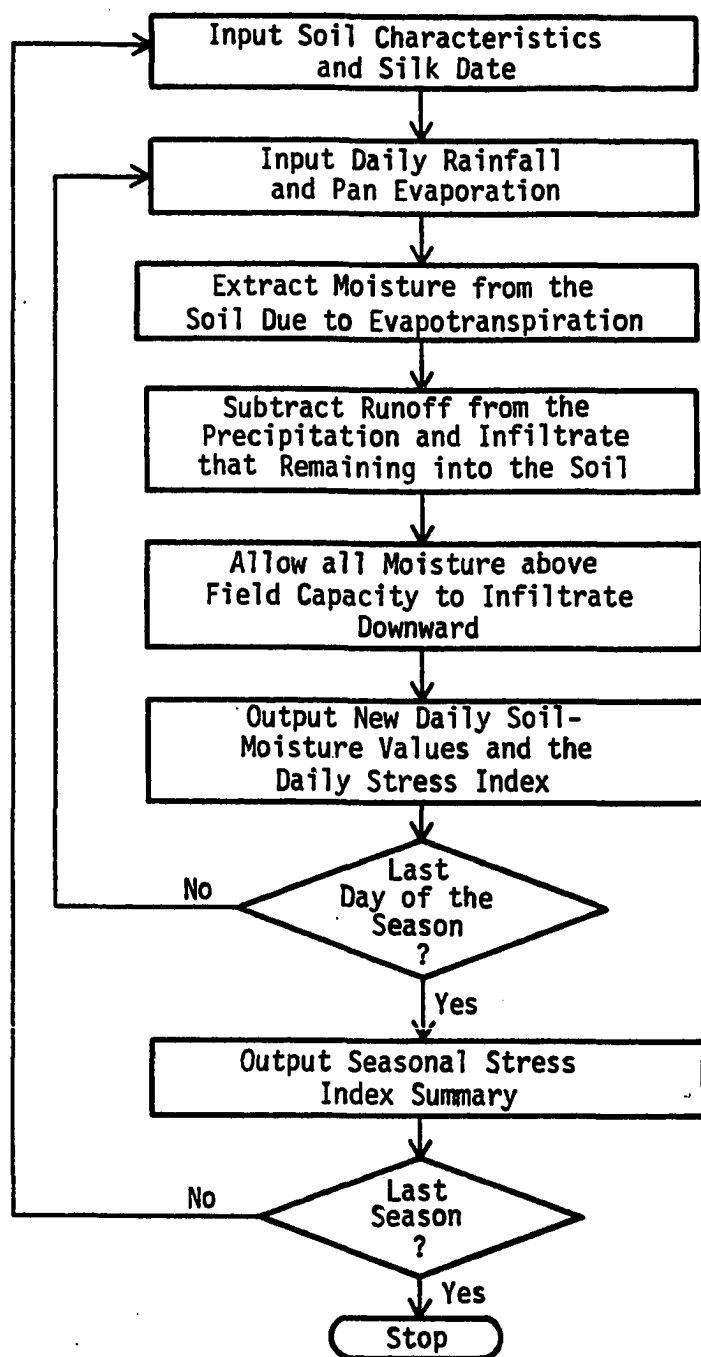 Input Soil Characteristics
and Silk Date
Input Daily Rainfall
and Pan Evaporation
Extract Moisture from the
Soil Due to Evapotranspiration
Subtract Runoff from the
Precipitation and Infiltrate
that Remaining into the Soil
Allow all Moisture above
Field Capacity to Infiltrate
Downward
Output New Daily Soil-
Moisture Values and the
Daily Stress Index
Last
Day of the
Season
?
No
Yes
Output Seasonal Stress
Index Summary
Last
Season
?
No
Yes
Stop